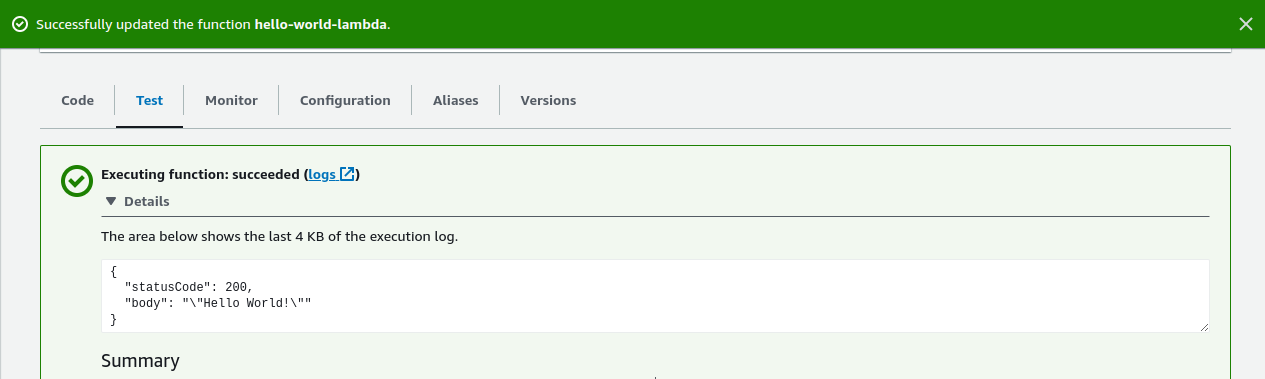 Successfully updated the function hello-world-lambda.
Code Test Monitor Configuration Aliases Versions
Executing function: succeeded (logs)
Details
The area below shows the last 4 KB of the execution log.
{
  "statusCode": 200,
  "body": "\"Hello World!\""
}
Summary